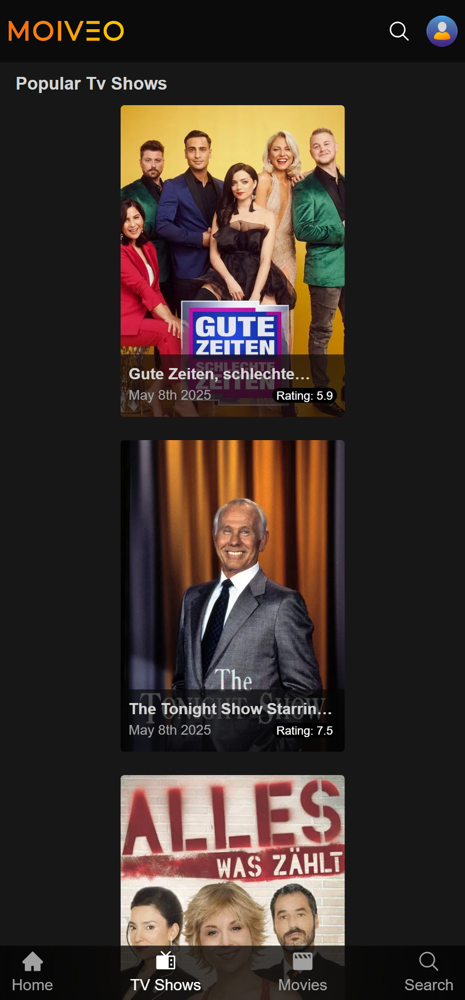 MOIVEO
Popular Tv Shows
GUTE
ZEITEN
SCHLECHTE
ZEITEN
Gute Zeiten, schlechte...
May 8th 2025
Rating: 5.9
The
TONIGHT SHOW
The Tonight Show Starrin...
May 8th 2025
Rating: 7.5
ALLES
WAS ZÄHLT
Home
TV Shows
Movies
Search